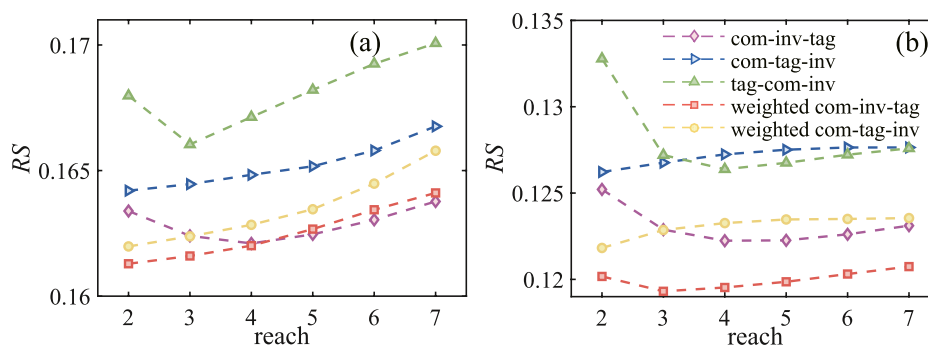 (a)
RS
0.17
0.165
0.16
2 3 4 5 6 7
reach
(b)
RS
0.135
0.13
0.125
0.12
2 3 4 5 6 7
reach
com-inv-tag
com-tag-inv
tag-com-inv
weighted com-inv-tag
weighted com-tag-inv